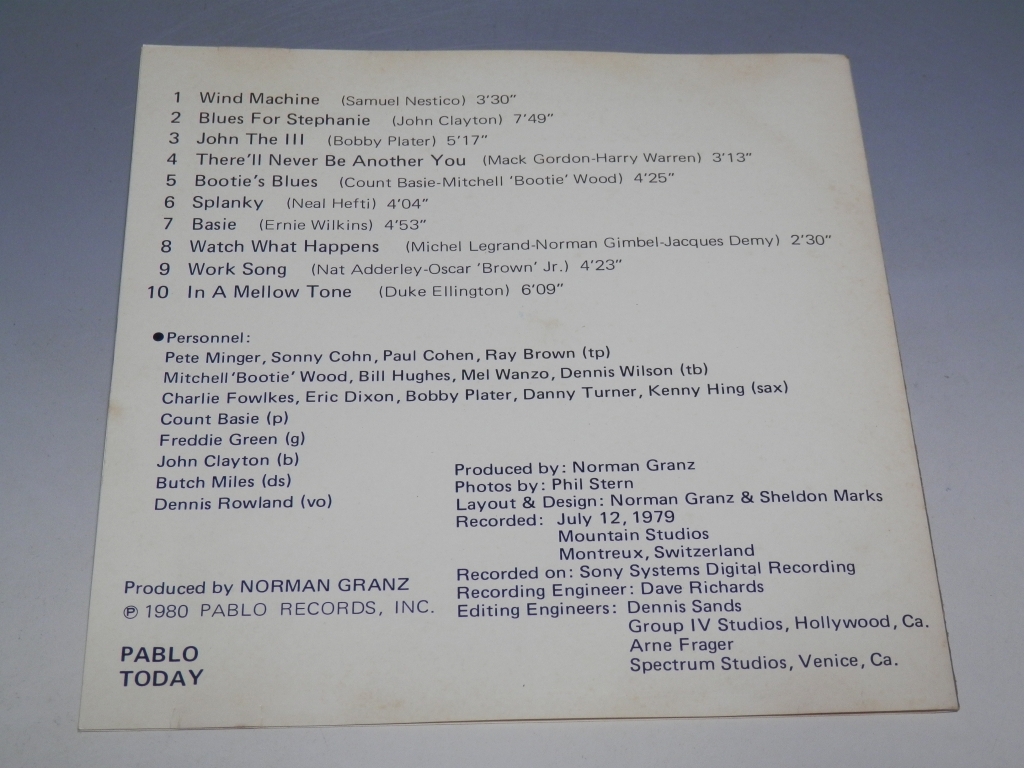 1 Wind Machine (Samuel Nestico) 3'30"
2 Blues For Stephanie (John Clayton) 7'49"
3 John The III (Bobby Plater) 5'17"
4 There'll Never Be Another You (Mack Gordon-Harry Warren) 3'13"
5 Bootie's Blues (Count Basie-Mitchell 'Bootie' Wood) 4'25"
6 Splanky (Neal Hefti) 4'04"
7 Basie (Ernie Wilkins) 4'53"
8 Watch What Happens (Michel Legrand-Norman Gimbel-Jacques Demy) 2'30"
9 Work Song (Nat Adderley-Oscar 'Brown' Jr.) 4'23"
10 In A Mellow Tone (Duke Ellington) 6'09"
●Personnel:
Pete Minger, Sonny Cohn, Paul Cohen, Ray Brown (tp)
Mitchell 'Bootie' Wood, Bill Hughes, Mel Wanzo, Dennis Wilson (tb)
Charlie Fowlkes, Eric Dixon, Bobby Plater, Danny Turner, Kenny Hing (sax)
Count Basie (p)
Freddie Green (g)
John Clayton (b)
Butch Miles (ds)
Dennis Rowland (vo)
Produced by: Norman Granz
Photos by: Phil Stern
Layout & Design: Norman Granz & Sheldon Marks
Recorded: July 12, 1979
Mountain Studios
Montreux, Switzerland
Recorded on: Sony Systems Digital Recording
Recording Engineer: Dave Richards
Editing Engineers: Dennis Sands
Group IV Studios, Hollywood, Ca.
Arne Frager
Spectrum Studios, Venice, Ca.
Produced by NORMAN GRANZ
℗ 1980 PABLO RECORDS, INC.
PABLO
TODAY